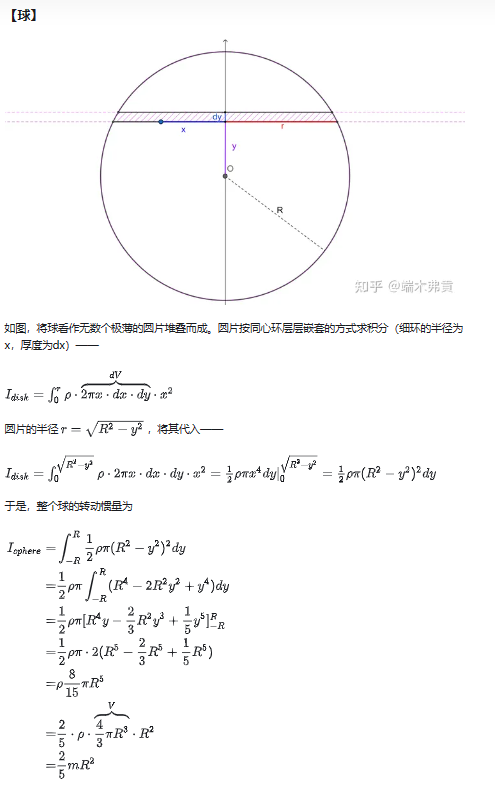 【球】
dy
x
r
y
O
R
知乎 @端木弗蕢
如图，将球看作无数个极薄的圆片堆叠而成。圆片按同心环层层嵌套的方式求积分（细环的半径为
x，厚度为dx）——
I_{disk} = \int_0^r \rho \cdot \overbrace{2\pi x \cdot dx \cdot dy}^{dV} \cdot x^2
圆片的半径 r = \sqrt{R^2 - y^2} ，将其代入——
I_{disk} = \int_0^{\sqrt{R^2-y^2}} \rho \cdot 2\pi x \cdot dx \cdot dy \cdot x^2 = \frac{1}{2}\rho\pi x^4 dy|_0^{\sqrt{R^2-y^2}} = \frac{1}{2}\rho\pi(R^2 - y^2)^2 dy
于是，整个球的转动惯量为
I_{sphere} = \int_{-R}^{R} \frac{1}{2}\rho\pi(R^2 - y^2)^2 dy
= \frac{1}{2}\rho\pi \int_{-R}^{R} (R^4 - 2R^2y^2 + y^4)dy
= \frac{1}{2}\rho\pi[R^4y - \frac{2}{3}R^2y^3 + \frac{1}{5}y^5]_{-R}^{R}
= \frac{1}{2}\rho\pi \cdot 2(R^5 - \frac{2}{3}R^5 + \frac{1}{5}R^5)
= \rho\frac{8}{15}\pi R^5
= \frac{2}{5} \cdot \rho \cdot \overbrace{\frac{4}{3}\pi R^3}^{V} \cdot R^2
= \frac{2}{5}mR^2